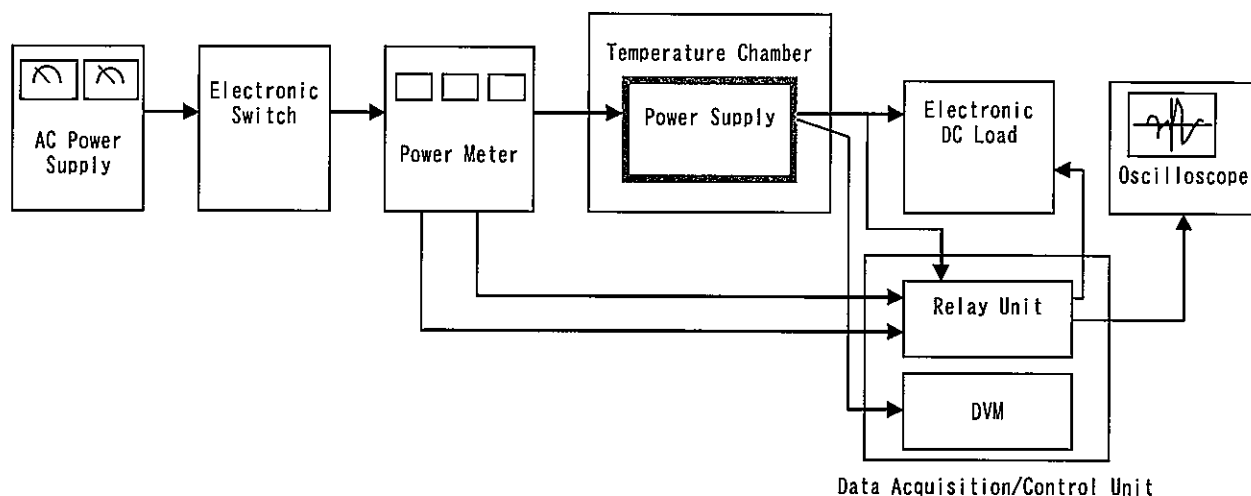 AC Power
Supply
Electronic
Switch
Power Meter
Temperature Chamber
Power Supply
Electronic
DC Load
Oscilloscope
Relay Unit
DVM
Data Acquisition/Control Unit